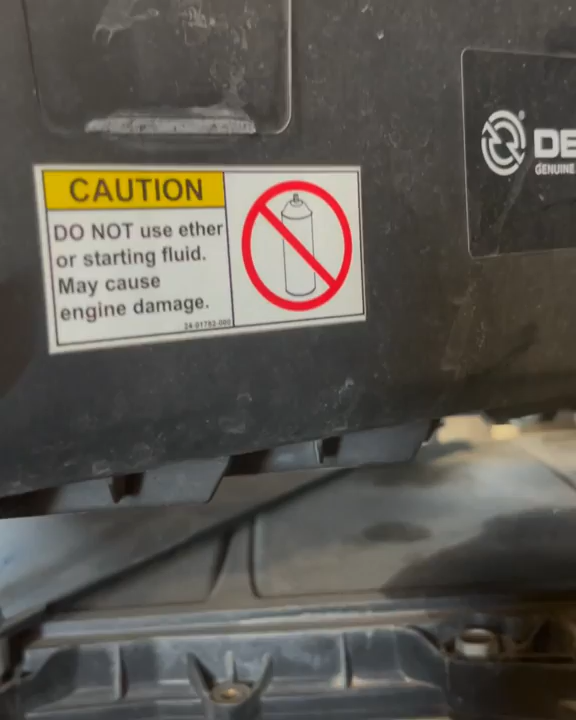 CAUTION
DO NOT use ether
or starting fluid.
May cause
engine damage.
DE
GENUINE